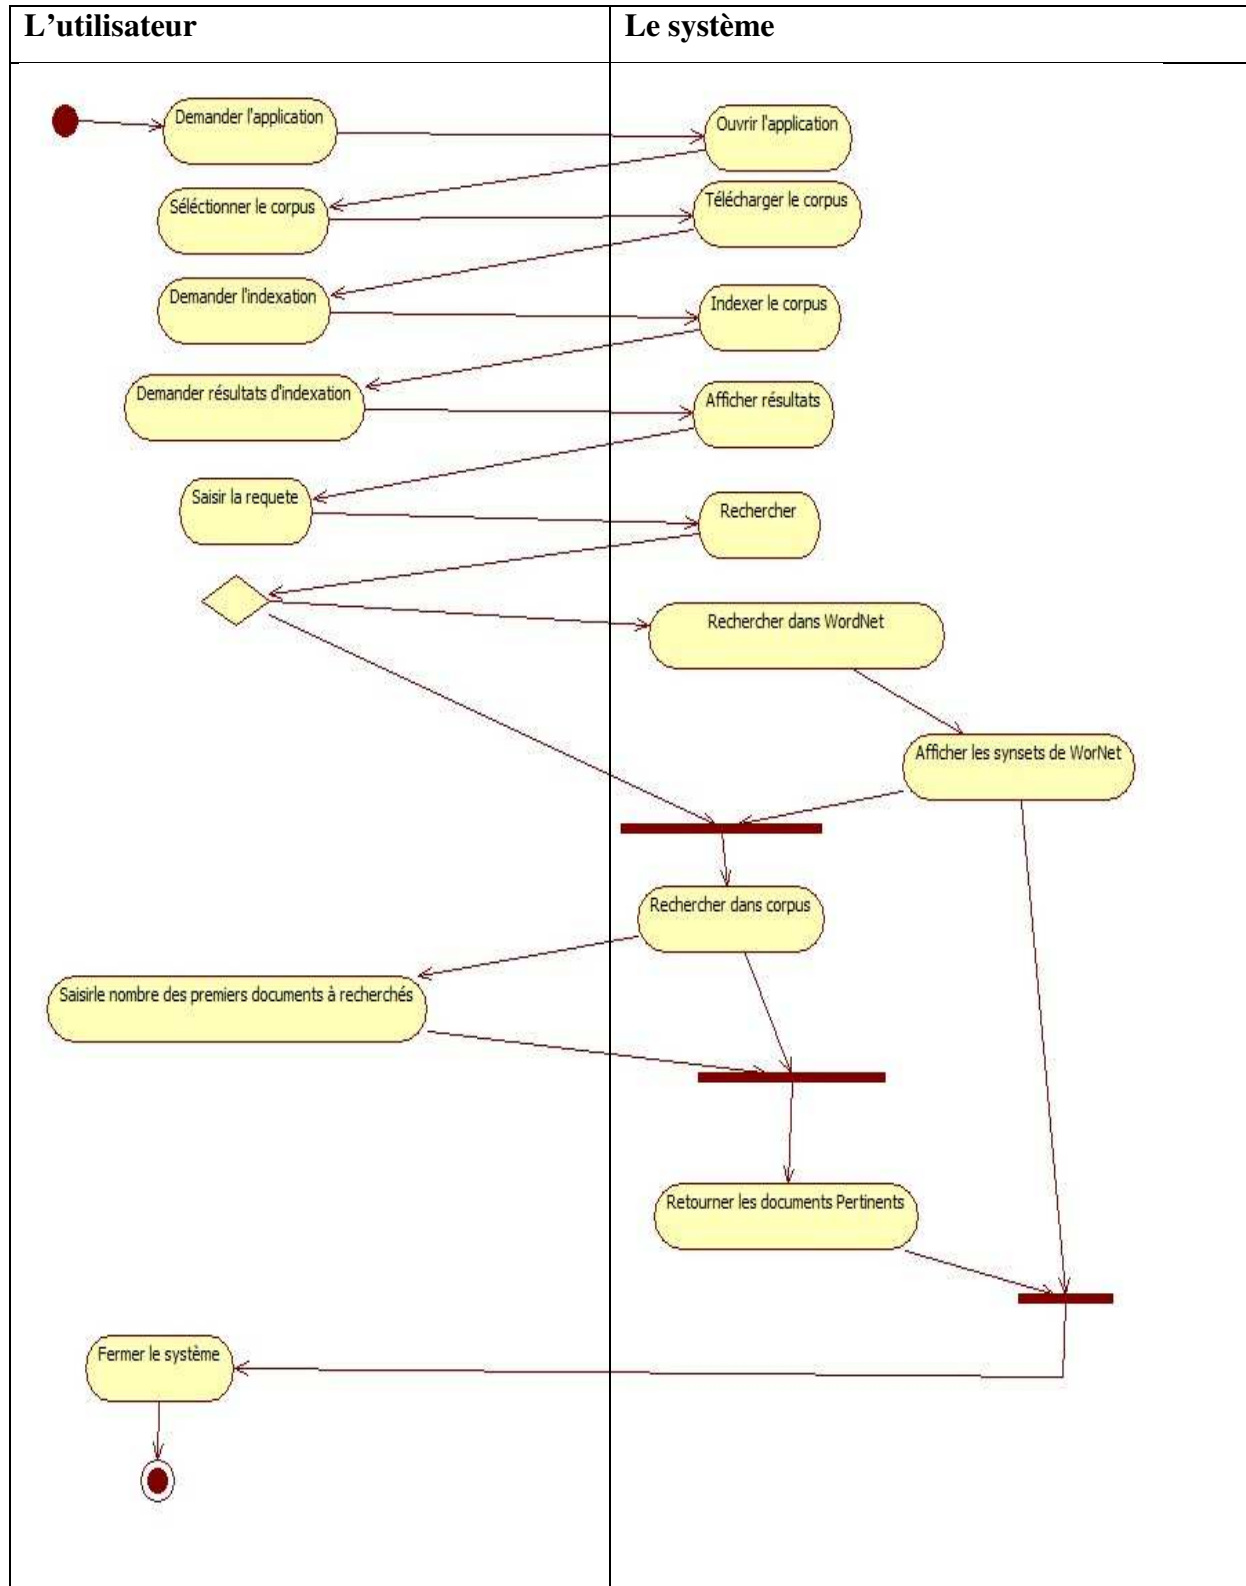 L'utilisateur
Le système
Demander l'application
Ouvrir l'application
Séléctionner le corpus
Télécharger le corpus
Demander l'indexation
Indexer le corpus
Demander résultats d'indexation
Afficher résultats
Saisir la requete
Rechercher
Rechercher dans WordNet
Afficher les synsets de WorNet
Rechercher dans corpus
Saisirle nombre des premiers documents à recherchés
Retourner les documents Pertinents
Fermer le système